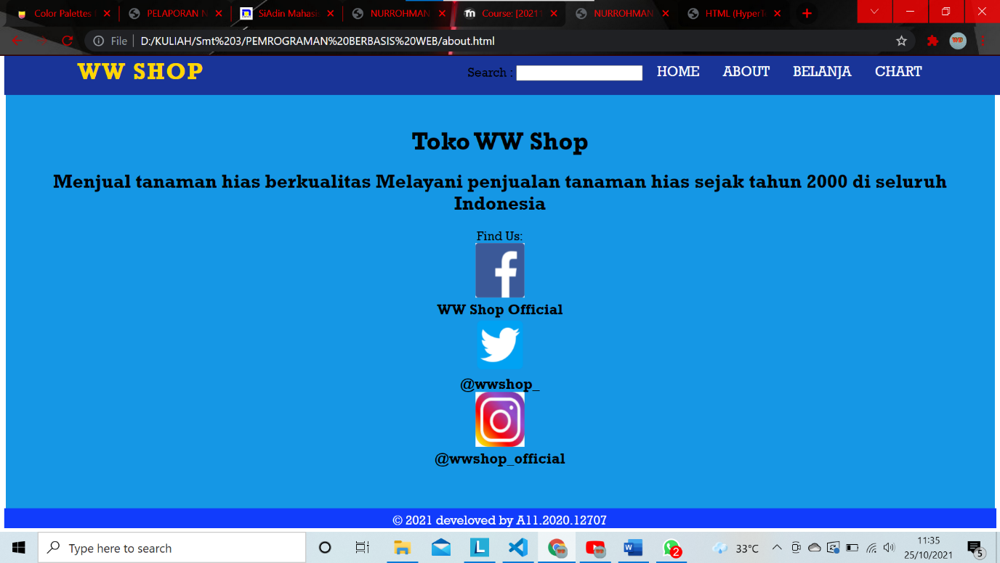 Color Palettes
PELAPORAN N
SiAdin Mahasi
NURROHMAN
Course: [2021
NURROHMAN
HTML (HyperT
File
D:/KULIAH/Smt%203/PEMROGRAMAN%20BERBASIS%20WEB/about.html
WW SHOP
Search :
HOME
ABOUT
BELANJA
CHART
Toko WW Shop
Menjual tanaman hias berkualitas Melayani penjualan tanaman hias sejak tahun 2000 di seluruh
Indonesia
Find Us:
WW Shop Official
@wwshop_
@wwshop_official
© 2021 develoved by A11.2020.12707
Type here to search
33°C
11:35
25/10/2021
2
5